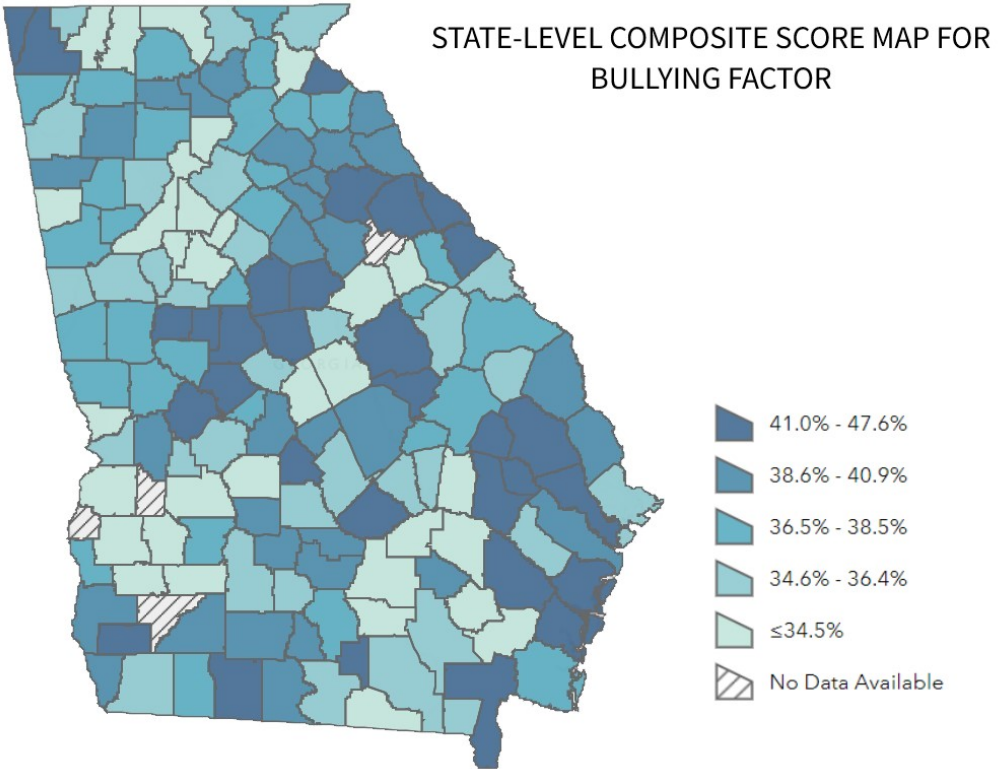 STATE-LEVEL COMPOSITE SCORE MAP FOR
BULLYING FACTOR
GEORGIA
41.0% - 47.6%
38.6% - 40.9%
36.5% - 38.5%
34.6% - 36.4%
≤34.5%
No Data Available